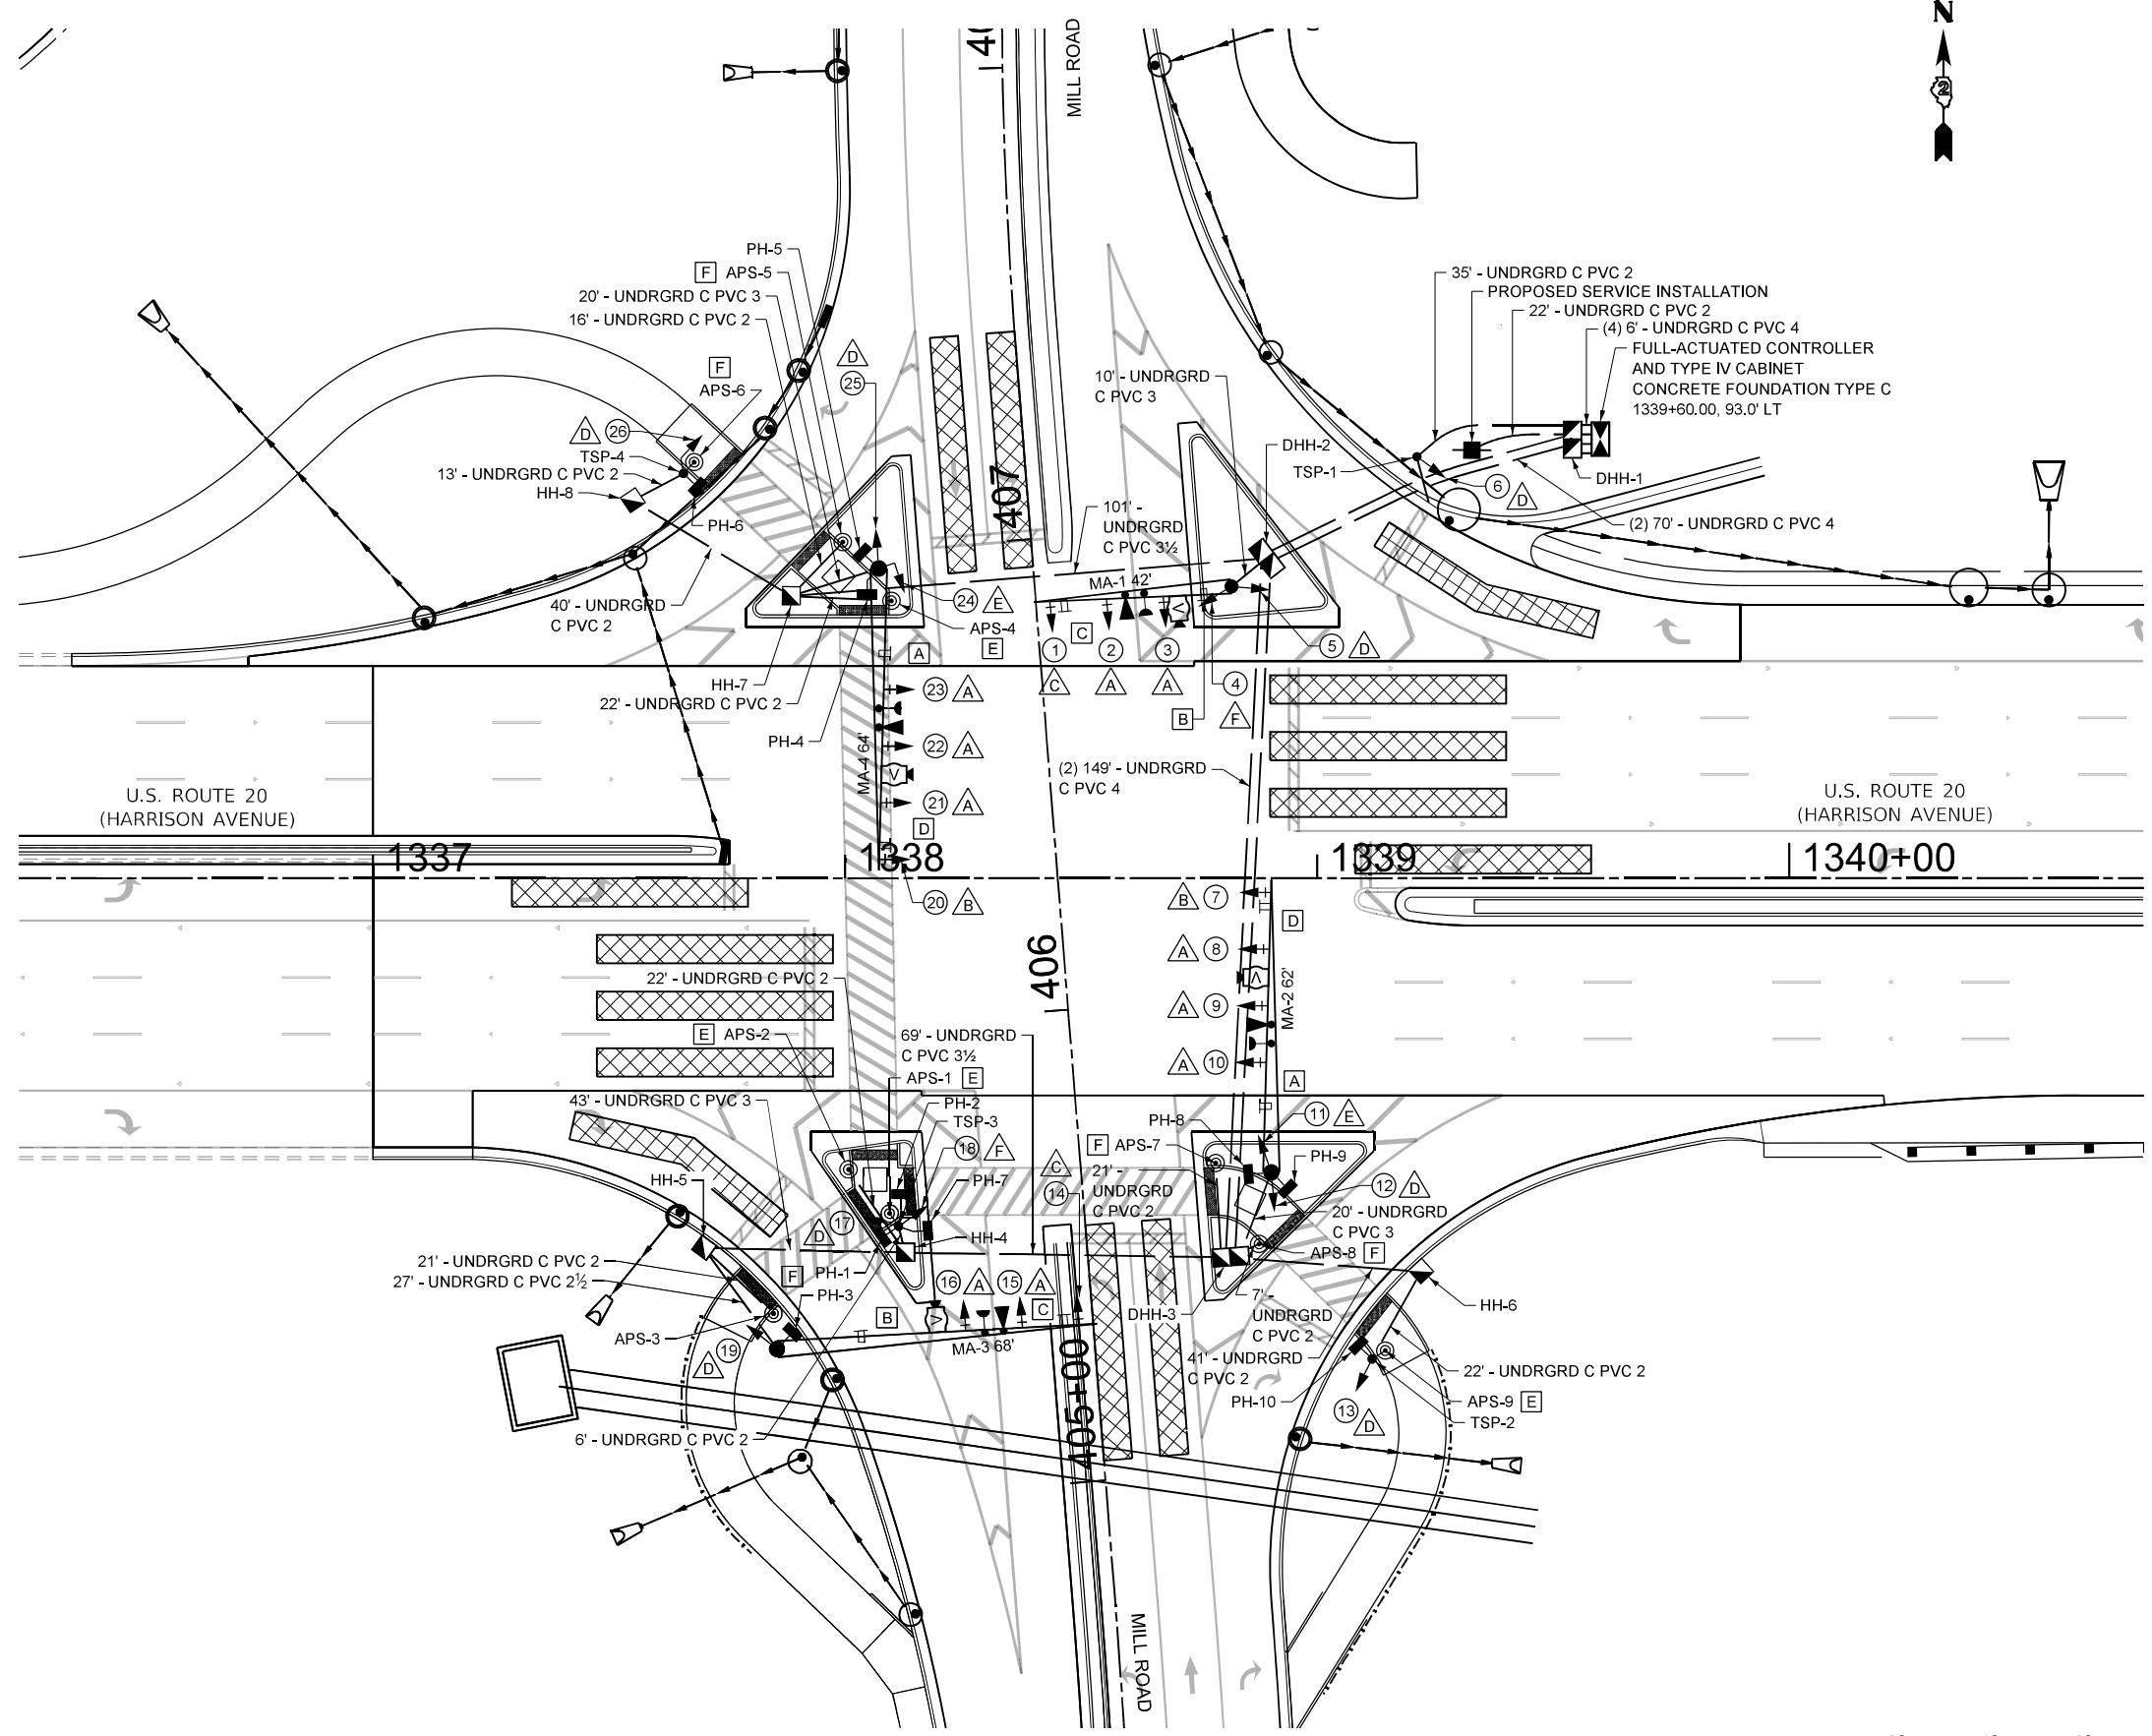 N
2
MILL ROAD
PH-5
F APS-5
20' - UNDRGRD C PVC 3
16' - UNDRGRD C PVC 2
D
25
F
APS-6
D 26
TSP-4
13' - UNDRGRD C PVC 2
HH-8
PH-6
40' - UNDRGRD
C PVC 2
HH-7
22' - UNDRGRD C PVC 2
PH-4
35' - UNDRGRD C PVC 2
PROPOSED SERVICE INSTALLATION
22' - UNDRGRD C PVC 2
(4) 6' - UNDRGRD C PVC 4
FULL-ACTUATED CONTROLLER
AND TYPE IV CABINET
CONCRETE FOUNDATION TYPE C
1339+60.00, 93.0' LT
10' - UNDRGRD
C PVC 3
DHH-2
TSP-1
DHH-1
6 D
(2) 70' - UNDRGRD C PVC 4
407
101' -
UNDRGRD
C PVC 3½
MA-1 42'
24 E
APS-4
E
A
C
1
2
3
C
A
A
V
5 D
4
B
F
23 A
22 A
V
21 A
D
MA-4 64'
20 B
(2) 149' - UNDRGRD
C PVC 4
U.S. ROUTE 20
(HARRISON AVENUE)
U.S. ROUTE 20
(HARRISON AVENUE)
1337
1338
1339
1340+00
B 7
D
A 8
V
A 9
MA-2 62'
A 10
A
406
22' - UNDRGRD C PVC 2
E APS-2
69' - UNDRGRD
C PVC 3½
APS-1 E
43' - UNDRGRD C PVC 3
PH-2
TSP-3
18 F
PH-7
HH-5
17
D
HH-4
21' - UNDRGRD C PVC 2
27' - UNDRGRD C PVC 2½
F
PH-1
PH-3
APS-3
19
D
B
16 A
15 A
C
V
MA-3 68'
6' - UNDRGRD C PVC 2
C
14
PH-8
11 E
F APS-7
PH-9
21' -
UNDRGRD
C PVC 2
12 D
20' - UNDRGRD
C PVC 3
APS-8 F
HH-6
DHH-3
7' -
UNDRGRD
C PVC 2
41' - UNDRGRD
C PVC 2
22' - UNDRGRD C PVC 2
PH-10
APS-9 E
TSP-2
13
D
405+00
MILL ROAD